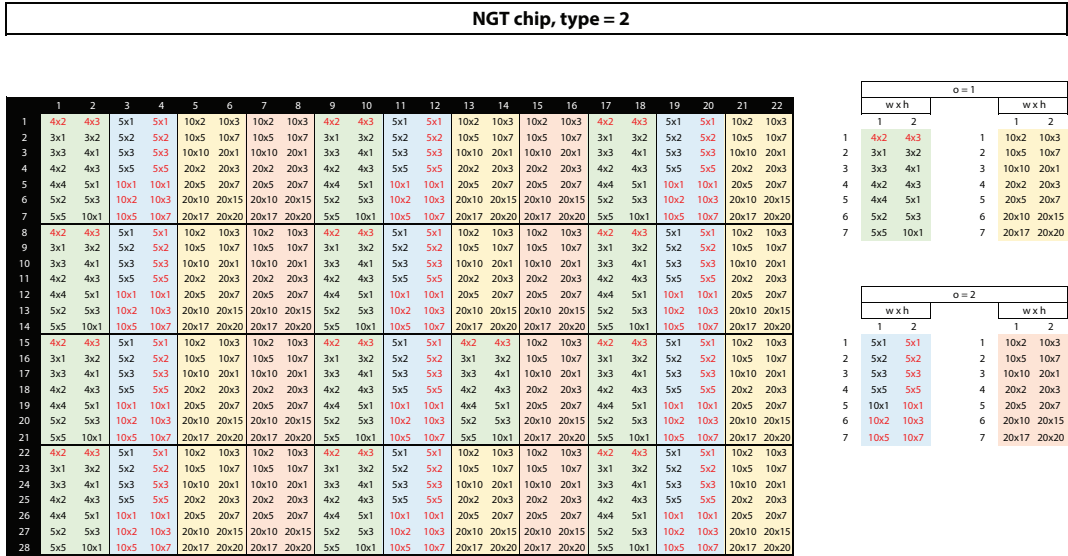 NGT chip, type = 2
1 2 3 4 5 6 7 8 9 10 11 12 13 14 15 16 17 18 19 20 21 22
1 4x2 4x3 5x1 5x1 10x2 10x3 10x2 10x3 4x2 4x3 5x1 5x1 10x2 10x3 10x2 10x3 4x2 4x3 5x1 5x1 10x2 10x3
2 3x1 3x2 5x2 5x2 10x5 10x7 10x5 10x7 3x1 3x2 5x2 5x2 10x5 10x7 10x5 10x7 3x1 3x2 5x2 5x2 10x5 10x7
3 3x3 4x1 5x3 5x3 10x10 20x1 10x10 20x1 3x3 4x1 5x3 5x3 10x10 20x1 10x10 20x1 3x3 4x1 5x3 5x3 10x10 20x1
4 4x2 4x3 5x5 5x5 20x2 20x3 20x2 20x3 4x2 4x3 5x5 5x5 20x2 20x3 20x2 20x3 4x2 4x3 5x5 5x5 20x2 20x3
5 4x4 5x1 10x1 10x1 20x5 20x7 20x5 20x7 4x4 5x1 10x1 10x1 20x5 20x7 20x5 20x7 4x4 5x1 10x1 10x1 20x5 20x7
6 5x2 5x3 10x2 10x3 20x10 20x15 20x10 20x15 5x2 5x3 10x2 10x3 20x10 20x15 20x10 20x15 5x2 5x3 10x2 10x3 20x10 20x15
7 5x5 10x1 10x5 10x7 20x17 20x20 20x17 20x20 5x5 10x1 10x5 10x7 20x17 20x20 20x17 20x20 5x5 10x1 10x5 10x7 20x17 20x20
8 4x2 4x3 5x1 5x1 10x2 10x3 10x2 10x3 4x2 4x3 5x1 5x1 10x2 10x3 10x2 10x3 4x2 4x3 5x1 5x1 10x2 10x3
9 3x1 3x2 5x2 5x2 10x5 10x7 10x5 10x7 3x1 3x2 5x2 5x2 10x5 10x7 10x5 10x7 3x1 3x2 5x2 5x2 10x5 10x7
10 3x3 4x1 5x3 5x3 10x10 20x1 10x10 20x1 3x3 4x1 5x3 5x3 10x10 20x1 10x10 20x1 3x3 4x1 5x3 5x3 10x10 20x1
11 4x2 4x3 5x5 5x5 20x2 20x3 20x2 20x3 4x2 4x3 5x5 5x5 20x2 20x3 20x2 20x3 4x2 4x3 5x5 5x5 20x2 20x3
12 4x4 5x1 10x1 10x1 20x5 20x7 20x5 20x7 4x4 5x1 10x1 10x1 20x5 20x7 20x5 20x7 4x4 5x1 10x1 10x1 20x5 20x7
13 5x2 5x3 10x2 10x3 20x10 20x15 20x10 20x15 5x2 5x3 10x2 10x3 20x10 20x15 20x10 20x15 5x2 5x3 10x2 10x3 20x10 20x15
14 5x5 10x1 10x5 10x7 20x17 20x20 20x17 20x20 5x5 10x1 10x5 10x7 20x17 20x20 20x17 20x20 5x5 10x1 10x5 10x7 20x17 20x20
15 4x2 4x3 5x1 5x1 10x2 10x3 10x2 10x3 4x2 4x3 5x1 5x1 4x2 4x3 10x2 10x3 4x2 4x3 5x1 5x1 10x2 10x3
16 3x1 3x2 5x2 5x2 10x5 10x7 10x5 10x7 3x1 3x2 5x2 5x2 3x1 3x2 10x5 10x7 3x1 3x2 5x2 5x2 10x5 10x7
17 3x3 4x1 5x3 5x3 10x10 20x1 10x10 20x1 3x3 4x1 5x3 5x3 3x3 4x1 10x10 20x1 3x3 4x1 5x3 5x3 10x10 20x1
18 4x2 4x3 5x5 5x5 20x2 20x3 20x2 20x3 4x2 4x3 5x5 5x5 4x2 4x3 20x2 20x3 4x2 4x3 5x5 5x5 20x2 20x3
19 4x4 5x1 10x1 10x1 20x5 20x7 20x5 20x7 4x4 5x1 10x1 10x1 4x4 5x1 20x5 20x7 4x4 5x1 10x1 10x1 20x5 20x7
20 5x2 5x3 10x2 10x3 20x10 20x15 20x10 20x15 5x2 5x3 10x2 10x3 5x2 5x3 20x10 20x15 5x2 5x3 10x2 10x3 20x10 20x15
21 5x5 10x1 10x5 10x7 20x17 20x20 20x17 20x20 5x5 10x1 10x5 10x7 5x5 10x1 20x17 20x20 5x5 10x1 10x5 10x7 20x17 20x20
22 4x2 4x3 5x1 5x1 10x2 10x3 10x2 10x3 4x2 4x3 5x1 5x1 10x2 10x3 10x2 10x3 4x2 4x3 5x1 5x1 10x2 10x3
23 3x1 3x2 5x2 5x2 10x5 10x7 10x5 10x7 3x1 3x2 5x2 5x2 10x5 10x7 10x5 10x7 3x1 3x2 5x2 5x2 10x5 10x7
24 3x3 4x1 5x3 5x3 10x10 20x1 10x10 20x1 3x3 4x1 5x3 5x3 10x10 20x1 10x10 20x1 3x3 4x1 5x3 5x3 10x10 20x1
25 4x2 4x3 5x5 5x5 20x2 20x3 20x2 20x3 4x2 4x3 5x5 5x5 20x2 20x3 20x2 20x3 4x2 4x3 5x5 5x5 20x2 20x3
26 4x4 5x1 10x1 10x1 20x5 20x7 20x5 20x7 4x4 5x1 10x1 10x1 20x5 20x7 20x5 20x7 4x4 5x1 10x1 10x1 20x5 20x7
27 5x2 5x3 10x2 10x3 20x10 20x15 20x10 20x15 5x2 5x3 10x2 10x3 20x10 20x15 20x10 20x15 5x2 5x3 10x2 10x3 20x10 20x15
28 5x5 10x1 10x5 10x7 20x17 20x20 20x17 20x20 5x5 10x1 10x5 10x7 20x17 20x20 20x17 20x20 5x5 10x1 10x5 10x7 20x17 20x20
o = 1
w x h w x h
1 2 1 2
1 4x2 4x3 1 10x2 10x3
2 3x1 3x2 2 10x5 10x7
3 3x3 4x1 3 10x10 20x1
4 4x2 4x3 4 20x2 20x3
5 4x4 5x1 5 20x5 20x7
6 5x2 5x3 6 20x10 20x15
7 5x5 10x1 7 20x17 20x20
o = 2
w x h w x h
1 2 1 2
1 5x1 5x1 1 10x2 10x3
2 5x2 5x2 2 10x5 10x7
3 5x3 5x3 3 10x10 20x1
4 5x5 5x5 4 20x2 20x3
5 10x1 10x1 5 20x5 20x7
6 10x2 10x3 6 20x10 20x15
7 10x5 10x7 7 20x17 20x20